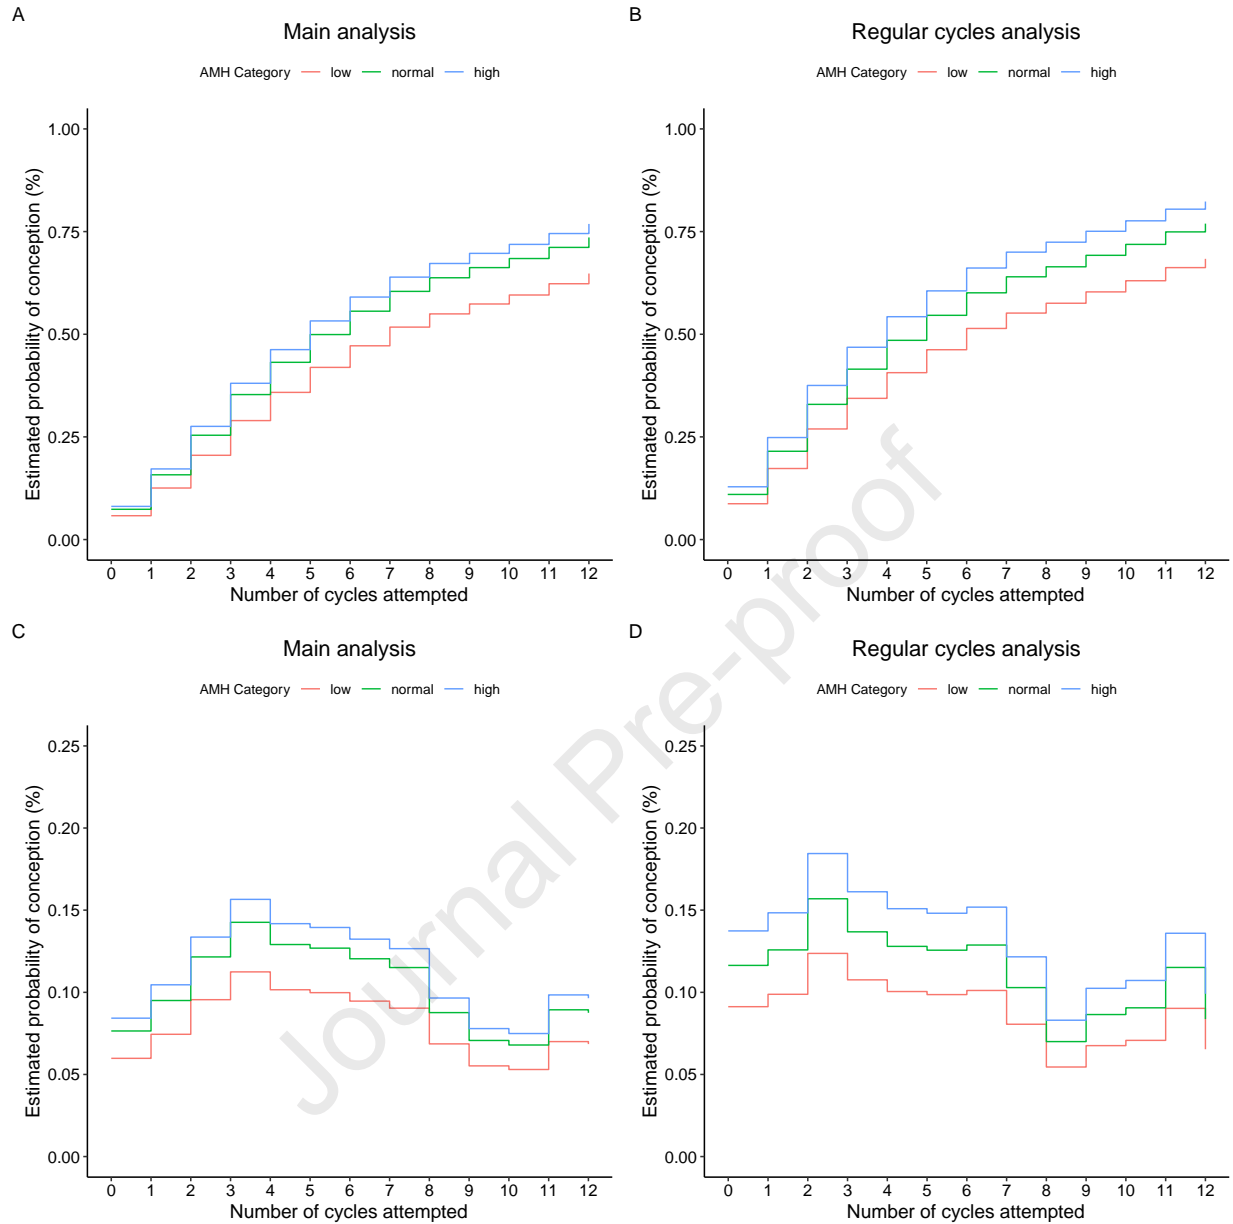 A
Main analysis
AMH Category low normal high
Estimated probability of conception (%)
1.00
0.75
0.50
0.25
0.00
0 1 2 3 4 5 6 7 8 9 10 11 12
Number of cycles attempted
B
Regular cycles analysis
AMH Category low normal high
Estimated probability of conception (%)
1.00
0.75
0.50
0.25
0.00
0 1 2 3 4 5 6 7 8 9 10 11 12
Number of cycles attempted
C
Main analysis
AMH Category low normal high
Estimated probability of conception (%)
0.25
0.20
0.15
0.10
0.05
0.00
0 1 2 3 4 5 6 7 8 9 10 11 12
Number of cycles attempted
D
Regular cycles analysis
AMH Category low normal high
Estimated probability of conception (%)
0.25
0.20
0.15
0.10
0.05
0.00
0 1 2 3 4 5 6 7 8 9 10 11 12
Number of cycles attempted
Journal Pre-proof